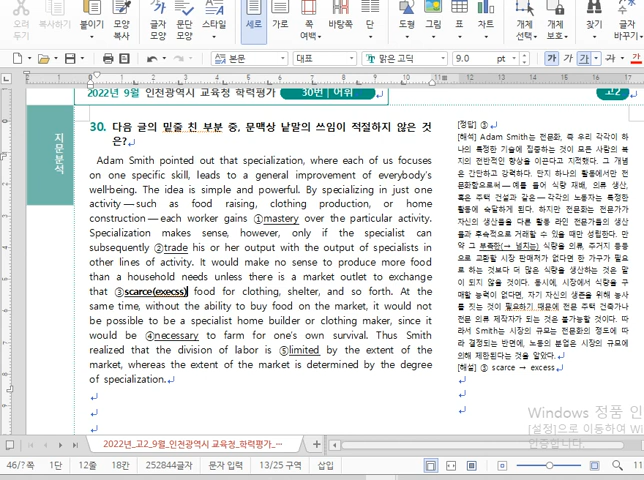 오려 두기
복사하기
붙이기
모양 복사
글자 모양
문단 모양
스타일
세로
가로
쪽 여백
바탕쪽
단
도형
그림
표
차트
개체 선택
개체 보호
찾기
글자 바꾸기
본문
대표
맑은 고딕
9.0 pt
가 가 가 가
2022년 9월 인천광역시 교육청 학력평가
30번 | 어휘
고2
지문분석
30. 다음 글의 밑줄 친 부분 중, 문맥상 낱말의 쓰임이 적절하지 않은 것
은?
Adam Smith pointed out that specialization, where each of us focuses
on one specific skill, leads to a general improvement of everybody's
well-being. The idea is simple and powerful. By specializing in just one
activity — such as food raising, clothing production, or home
construction — each worker gains ①mastery over the particular activity.
Specialization makes sense, however, only if the specialist can
subsequently ②trade his or her output with the output of specialists in
other lines of activity. It would make no sense to produce more food
than a household needs unless there is a market outlet to exchange
that ③scarce(execss) food for clothing, shelter, and so forth. At the
same time, without the ability to buy food on the market, it would not
be possible to be a specialist home builder or clothing maker, since it
would be ④necessary to farm for one's own survival. Thus Smith
realized that the division of labor is ⑤limited by the extent of the
market, whereas the extent of the market is determined by the degree
of specialization.
[정답] ③
[해석] Adam Smith는 전문화, 즉 우리 각각이 하
나의 특정한 기술에 집중하는 것이 모든 사람의 복
지의 전반적인 향상을 이끈다고 지적했다. 그 개념
은 간단하고 강력하다. 단지 하나의 활동에서만 전
문화함으로써 — 예를 들어 식량 재배, 의류 생산,
혹은 주택 건설과 같은 — 각각의 노동자는 특정한
활동에 숙달하게 된다. 하지만 전문화는 전문가가
자신의 생산물을 다른 활동 라인 전문가들의 생산
물과 후속적으로 거래할 수 있을 때만 성립한다. 만
약 그 부족한(→ 넘치는) 식량을 의류, 주거지 등등
으로 교환할 시장 판매처가 없다면 한 가구가 필요
로 하는 것보다 더 많은 식량을 생산하는 것은 말
이 되지 않을 것이다. 동시에, 시장에서 식량을 구
매할 능력이 없다면, 자기 자신의 생존을 위해 농사
를 짓는 것이 필요하기 때문에 전문 주택 건축가나
전문 의류 제작자가 되는 것은 불가능할 것이다. 따
라서 Smith는 시장의 규모는 전문화의 정도에 따
라 결정되는 반면에, 노동의 분업은 시장의 규모에
의해 제한된다는 것을 알았다.
[해설] ③ scarce → excess
Windows 정품 인
[설정]으로 이동하여 Wi
인증합니다.
2022년_고2_9월_인천광역시 교육청_학력평가_…
46/?쪽
1단
12줄
18칸
252844글자
문자 입력
13/25 구역
삽입